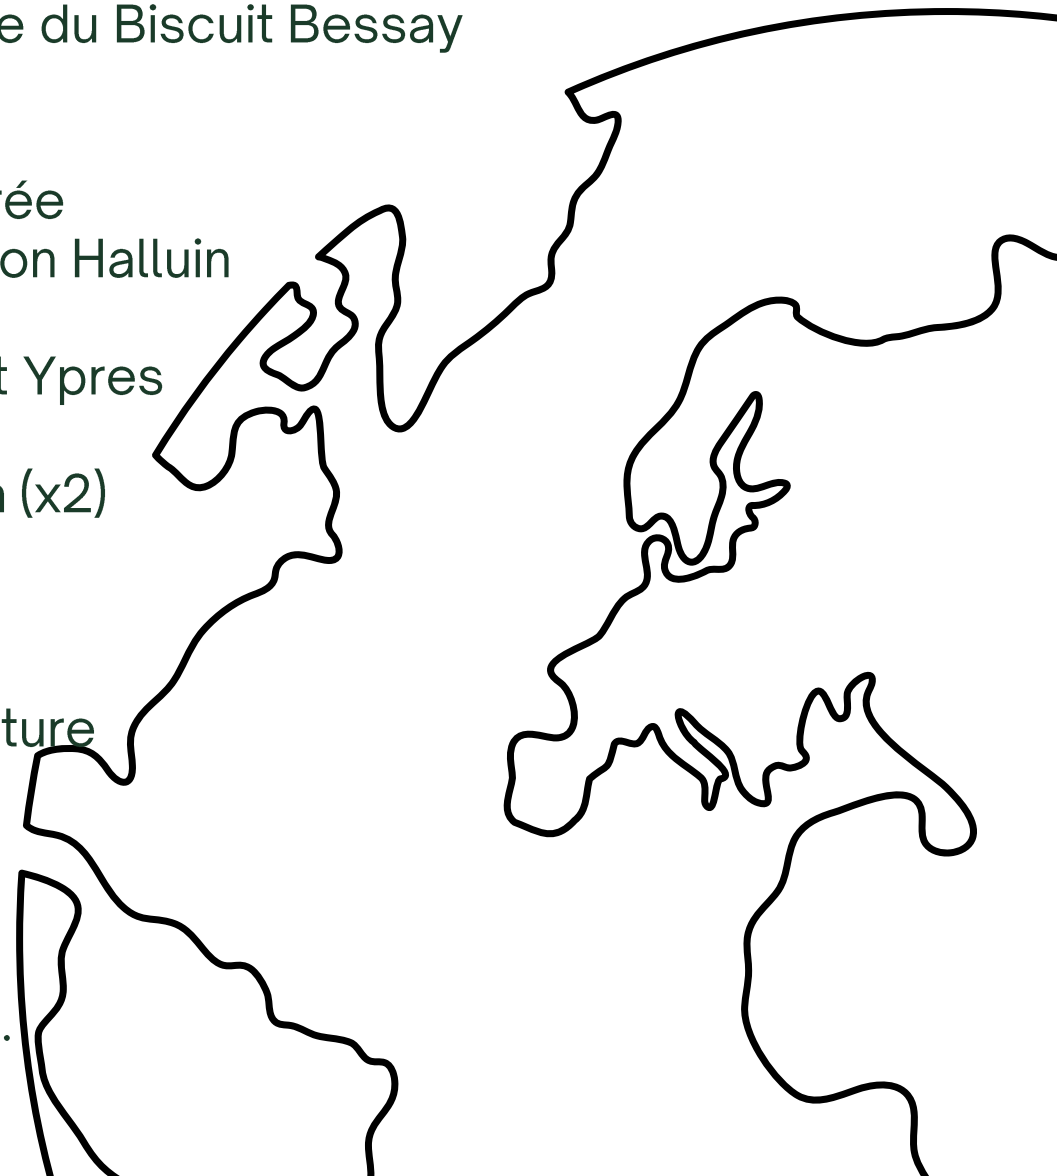 e du Biscuit Bessay
rée
on Halluin
t Ypres
(x2)
ture
.